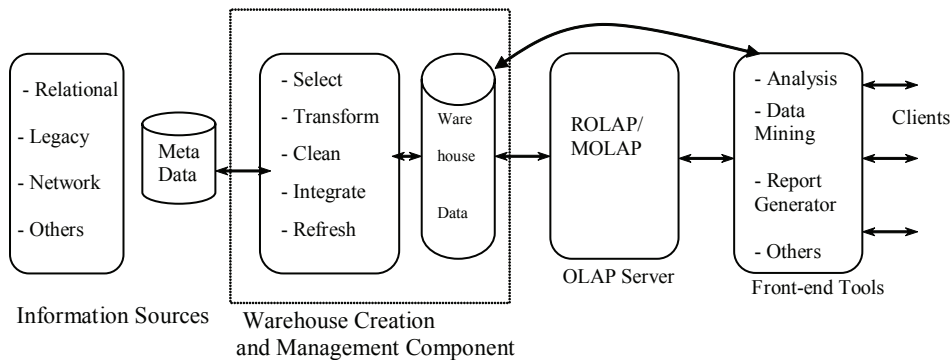 - Relational
- Legacy
- Network
- Others
Information Sources
Meta
Data
- Select
- Transform
- Clean
- Integrate
- Refresh
Ware
house
Data
Warehouse Creation
and Management Component
ROLAP/
MOLAP
OLAP Server
- Analysis
- Data
Mining
- Report
Generator
- Others
Front-end Tools
Clients